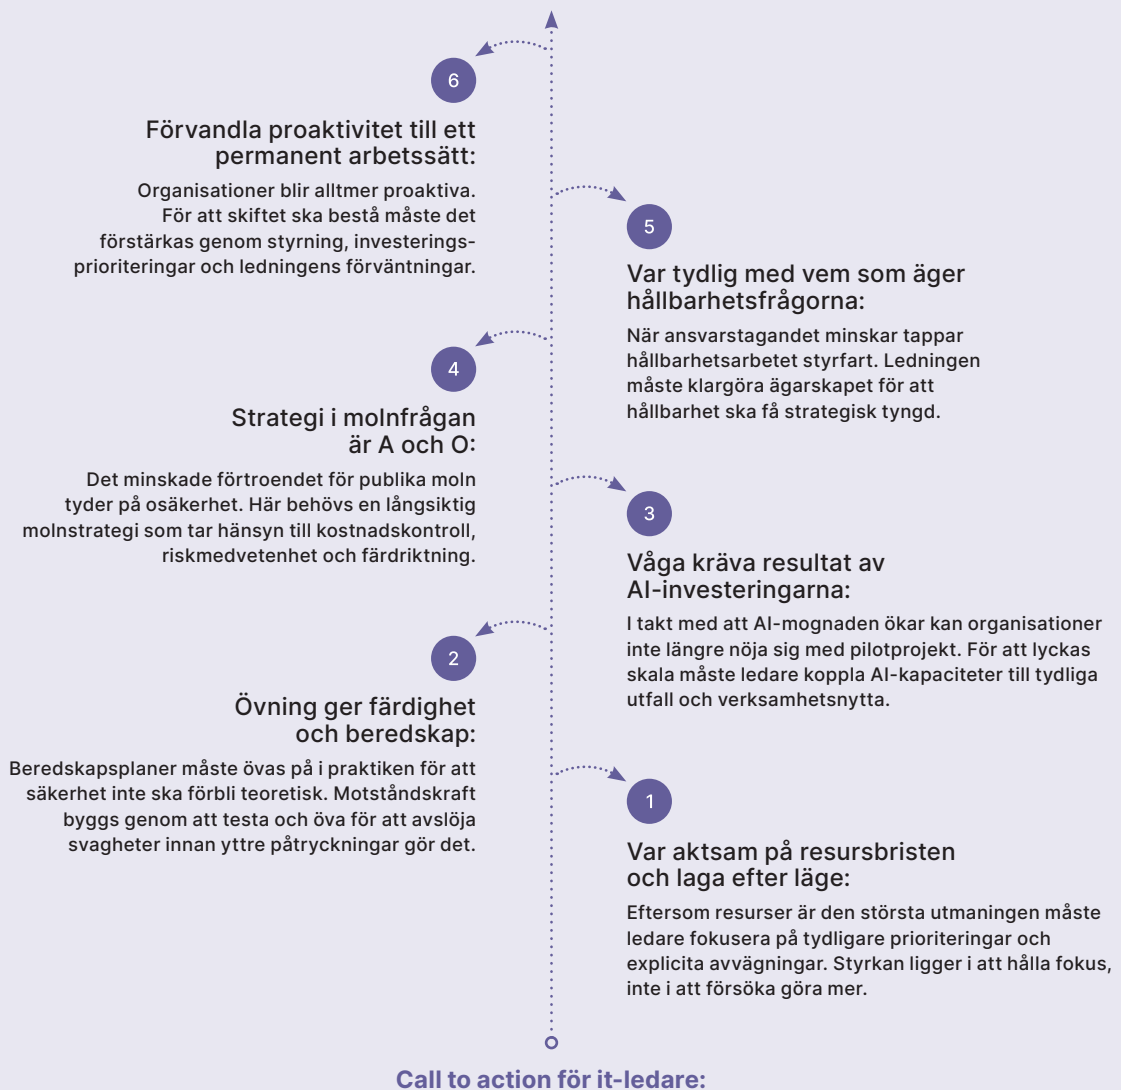 6
Förvandla proaktivitet till ett
permanent arbetssätt:
Organisationer blir alltmer proaktiva.
För att skiftet ska bestå måste det
förstärkas genom styrning, investerings-
prioriteringar och ledningens förväntningar.
5
Var tydlig med vem som äger
hållbarhetsfrågorna:
När ansvarstagandet minskar tappar
hållbarhetsarbetet styrfart. Ledningen
måste klargöra ägarskapet för att
hållbarhet ska få strategisk tyngd.
4
Strategi i molnfrågan
är A och O:
Det minskade förtroendet för publika moln
tyder på osäkerhet. Här behövs en långsiktig
molnstrategi som tar hänsyn till kostnadskontroll,
riskmedvetenhet och färdriktning.
3
Våga kräva resultat av
AI-investeringarna:
I takt med att AI-mognaden ökar kan organisationer
inte längre nöja sig med pilotprojekt. För att lyckas
skala måste ledare koppla AI-kapaciteter till tydliga
utfall och verksamhetsnytta.
2
Övning ger färdighet
och beredskap:
Beredskapsplaner måste övas på i praktiken för att
säkerhet inte ska förbli teoretisk. Motståndskraft
byggs genom att testa och öva för att avslöja
svagheter innan yttre påtryckningar gör det.
1
Var aktsam på resursbristen
och laga efter läge:
Eftersom resurser är den största utmaningen måste
ledare fokusera på tydligare prioriteringar och
explicita avvägningar. Styrkan ligger i att hålla fokus,
inte i att försöka göra mer.
Call to action för it-ledare: